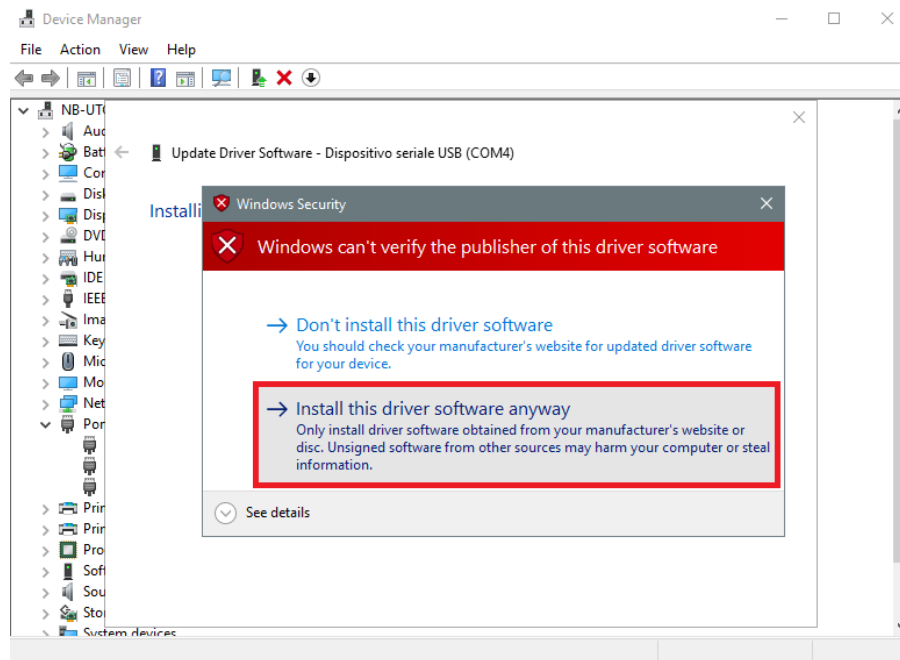 Device Manager
File Action View Help
NB-UT
Aud
Batt
Update Driver Software - Dispositivo seriale USB (COM4)
Cor
Disk
Disp
Installi
Windows Security
DVD
Windows can't verify the publisher of this driver software
Hum
IDE
IEEE
Ima
Don't install this driver software
You should check your manufacturer's website for updated driver software
for your device.
Key
Mic
Mo
Net
Install this driver software anyway
Only install driver software obtained from your manufacturer's website or
disc. Unsigned software from other sources may harm your computer or steal
information.
Por
Prin
See details
Prin
Pro
Soft
Sou
Stor
System devices